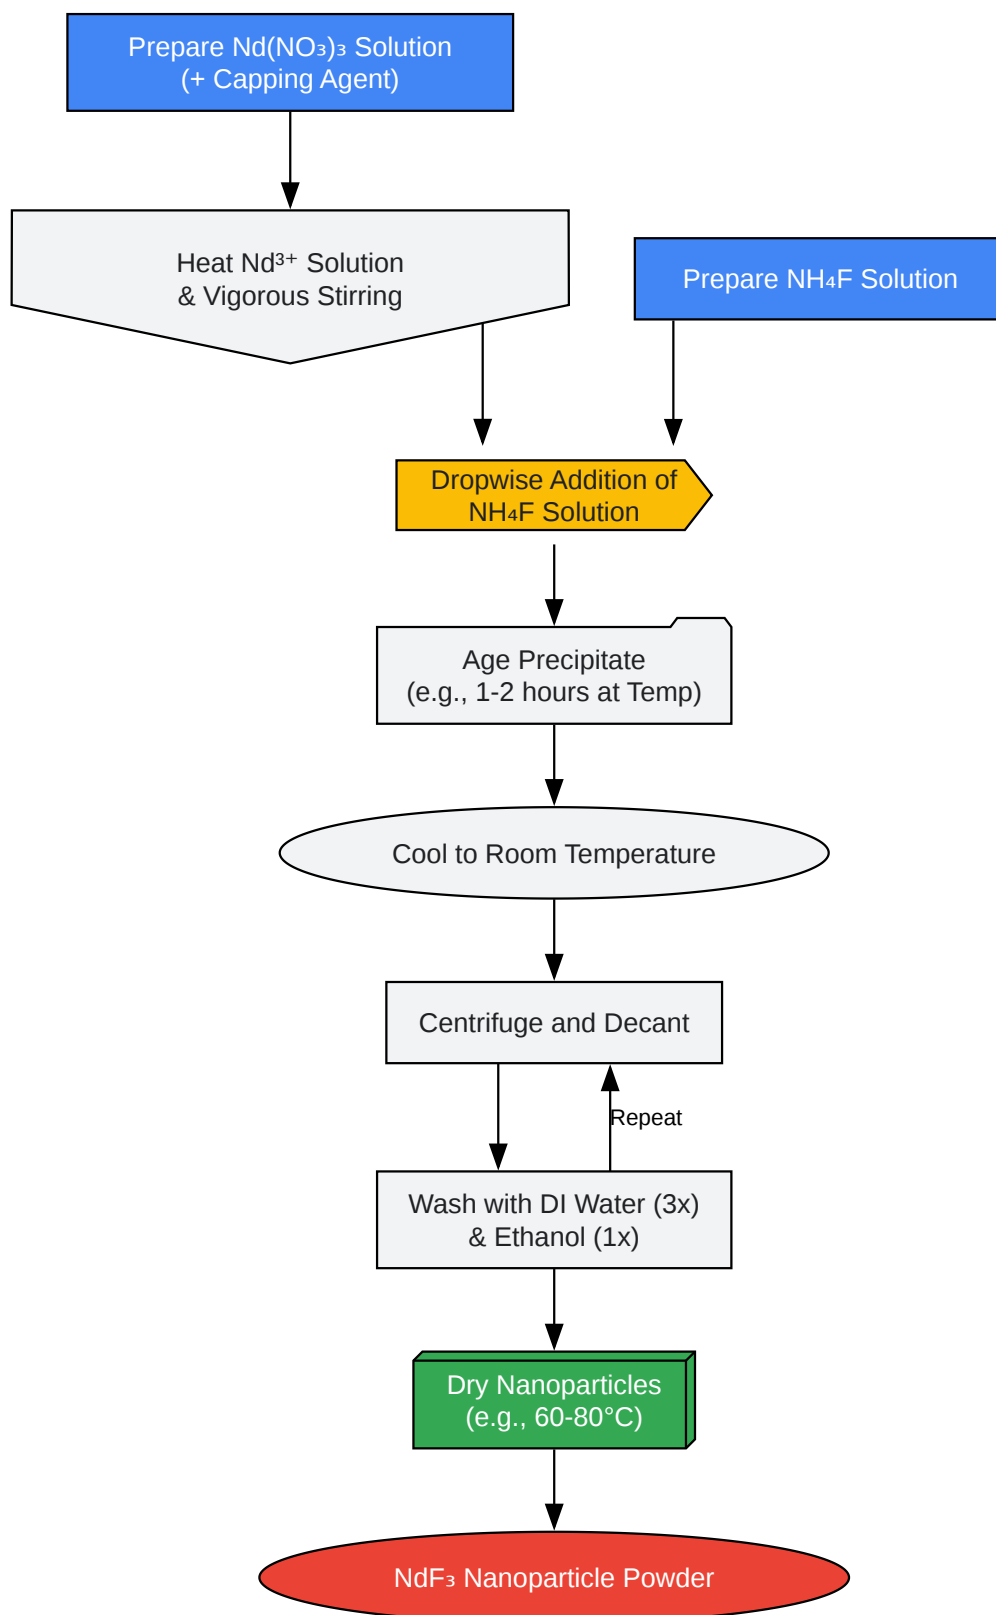 Prepare Nd(NO₃)₃ Solution
(+ Capping Agent)
Heat Nd³⁺ Solution
& Vigorous Stirring
Prepare NH₄F Solution
Dropwise Addition of
NH₄F Solution
Age Precipitate
(e.g., 1-2 hours at Temp)
Cool to Room Temperature
Centrifuge and Decant
Repeat
Wash with DI Water (3x)
& Ethanol (1x)
Dry Nanoparticles
(e.g., 60-80°C)
NdF₃ Nanoparticle Powder